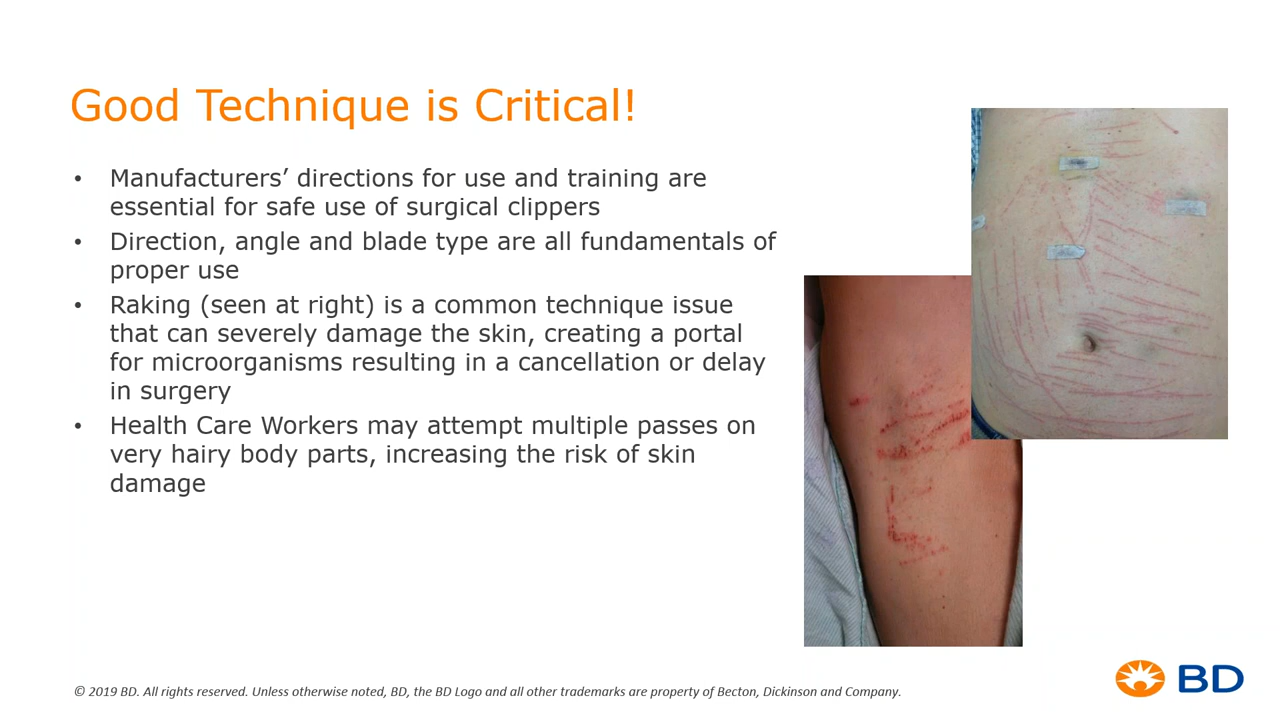 Good Technique is Critical!
• Manufacturers’ directions for use and training are
essential for safe use of surgical clippers
• Direction, angle and blade type are all fundamentals of
proper use
• Raking (seen at right) is a common technique issue
that can severely damage the skin, creating a portal
for microorganisms resulting in a cancellation or delay
in surgery
• Health Care Workers may attempt multiple passes on
very hairy body parts, increasing the risk of skin
damage
© 2019 BD. All rights reserved. Unless otherwise noted, BD, the BD Logo and all other trademarks are property of Becton, Dickinson and Company.
BD